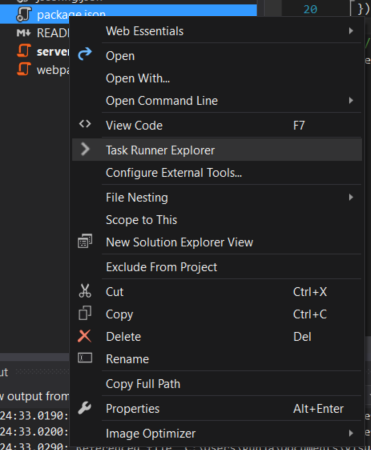 package.json
20
})
README
Web Essentials
server
webpa
Open
Open With...
Open Command Line
View Code F7
Task Runner Explorer
Configure External Tools...
File Nesting
Scope to This
New Solution Explorer View
Exclude From Project
Cut Ctrl+X
Copy Ctrl+C
Delete Del
Rename
ut
Copy Full Path
w output from
Properties Alt+Enter
24:33.0190:
24:33.0200:
Image Optimizer
24:33.0290: